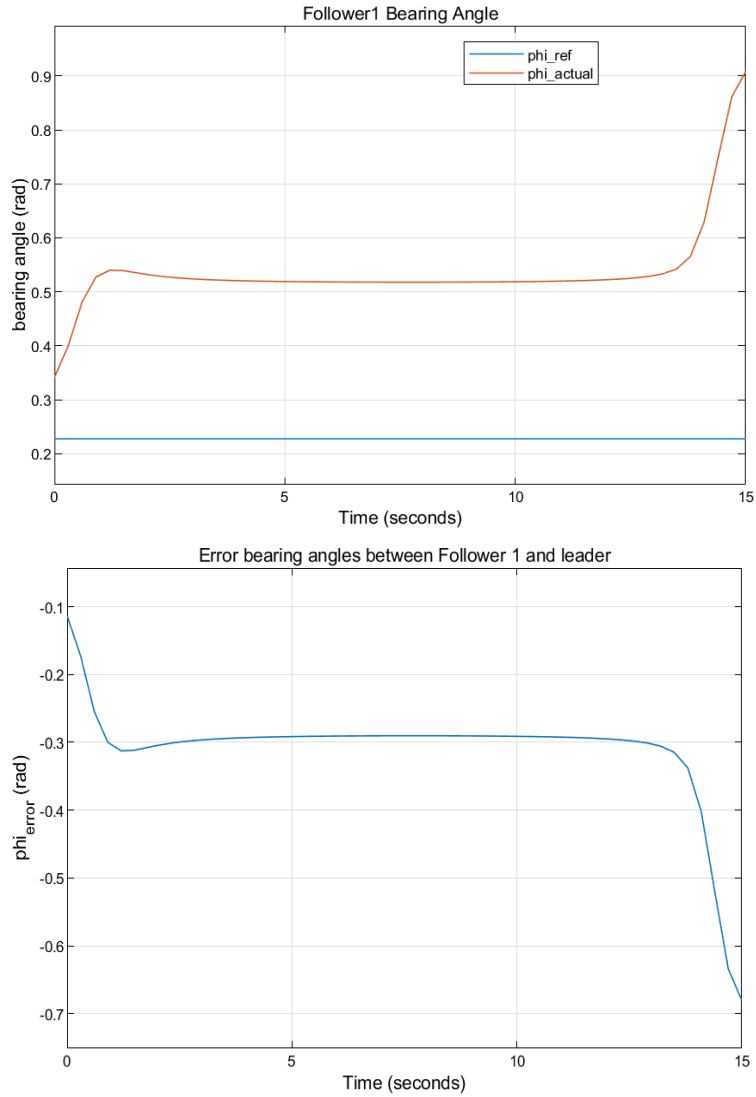 Follower1 Bearing Angle
phi_ref
phi_actual
0.9
0.8
0.7
0.6
0.5
0.4
0.3
0.2
bearing angle (rad)
0 5 10 15
Time (seconds)
Error bearing angles between Follower 1 and leader
-0.1
-0.2
-0.3
-0.4
-0.5
-0.6
-0.7
phi_error (rad)
0 5 10 15
Time (seconds)